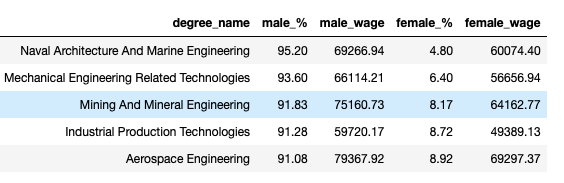 degree_name male_% male_wage female_% female_wage
Naval Architecture And Marine Engineering 95.20 69266.94 4.80 60074.40
Mechanical Engineering Related Technologies 93.60 66114.21 6.40 56656.94
Mining And Mineral Engineering 91.83 75160.73 8.17 64162.77
Industrial Production Technologies 91.28 59720.17 8.72 49389.13
Aerospace Engineering 91.08 79367.92 8.92 69297.37